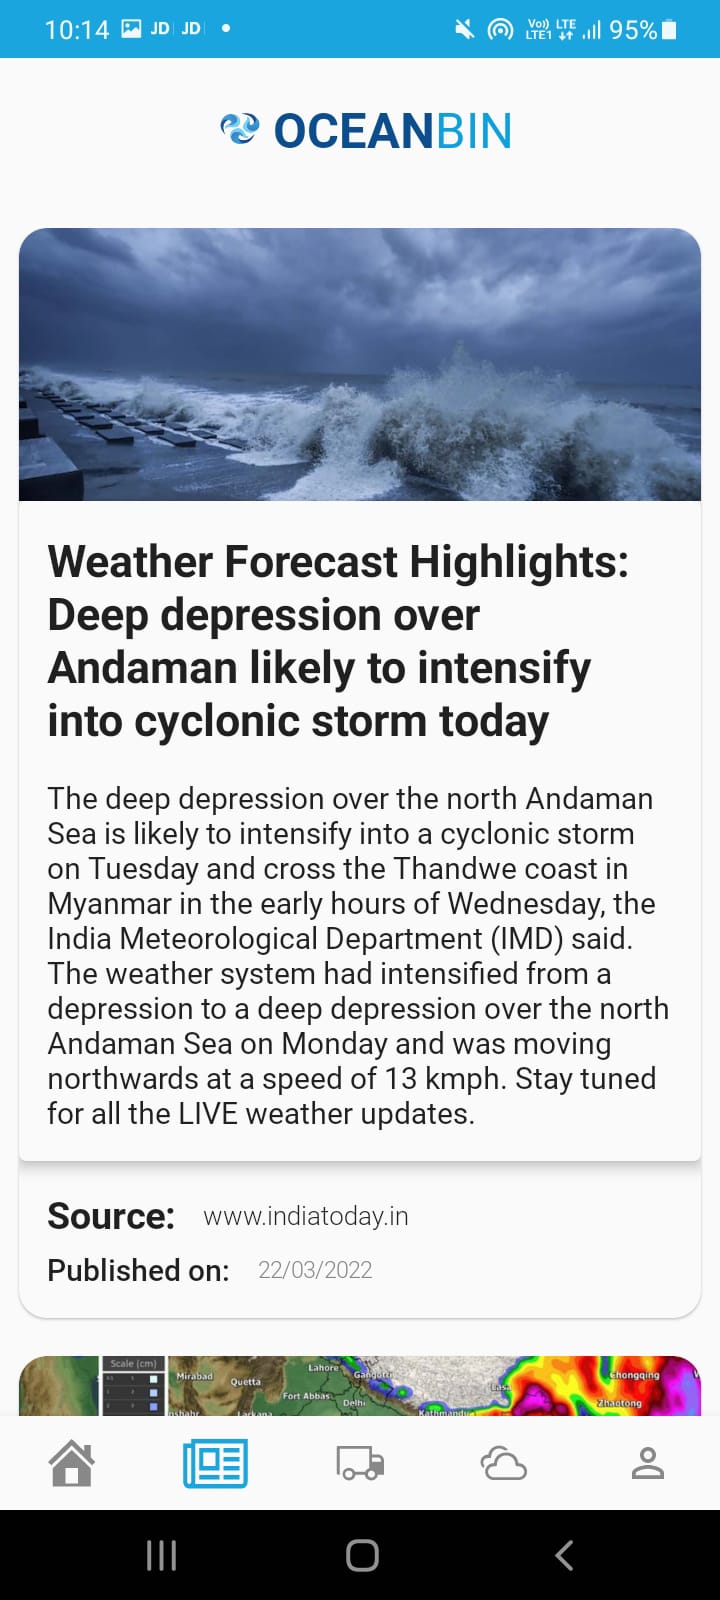 10:14 JD JD 95%
Vo)) LTE
LTE1
OCEANBIN
Weather Forecast Highlights:
Deep depression over
Andaman likely to intensify
into cyclonic storm today
The deep depression over the north Andaman
Sea is likely to intensify into a cyclonic storm
on Tuesday and cross the Thandwe coast in
Myanmar in the early hours of Wednesday, the
India Meteorological Department (IMD) said.
The weather system had intensified from a
depression to a deep depression over the north
Andaman Sea on Monday and was moving
northwards at a speed of 13 kmph. Stay tuned
for all the LIVE weather updates.
Source: www.indiatoday.in
Published on: 22/03/2022
Scale (cm)
Mirabad
Quetta
Lahore
Gangotri
Fort Abbas
Delhi
Lasa
Chongqing
Zhaotong
Larkana
Kathmandu